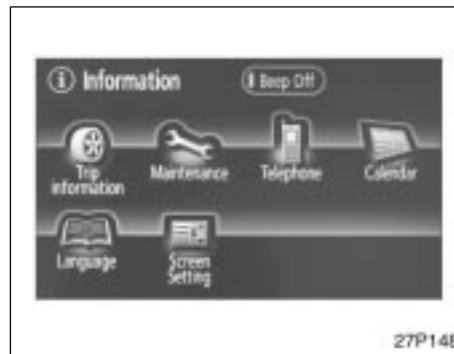 i Information
Beep Off
Trip
information
Maintenance
Telephone
Calendar
Language
Screen
Setting
27P148